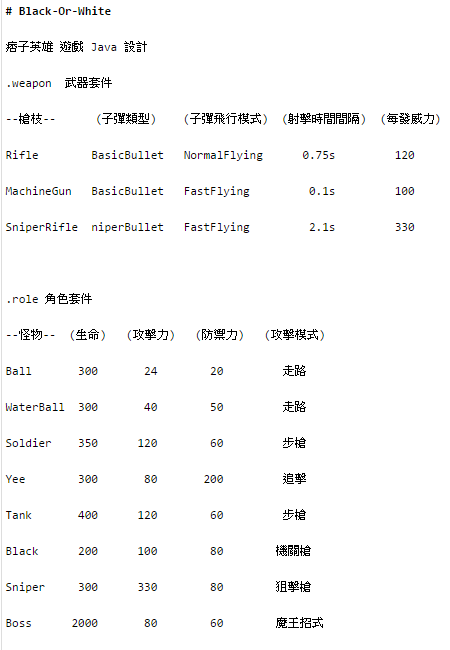 # Black-Or-White
痞子英雄 遊戲 Java 設計
.weapon 武器套件
--槍枝-- (子彈類型) (子彈飛行模式) (射擊時間間隔) (每發威力)
Rifle BasicBullet NormalFlying 0.75s 120
MachineGun BasicBullet FastFlying 0.1s 100
SniperRifle niperBullet FastFlying 2.1s 330
.role 角色套件
--怪物-- (生命) (攻擊力) (防禦力) (攻擊模式)
Ball 300 24 20 走路
WaterBall 300 40 50 走路
Soldier 350 120 60 步槍
Yee 300 80 200 追擊
Tank 400 120 60 步槍
Black 200 100 80 機關槍
Sniper 300 330 80 狙擊槍
Boss 2000 80 60 魔王招式